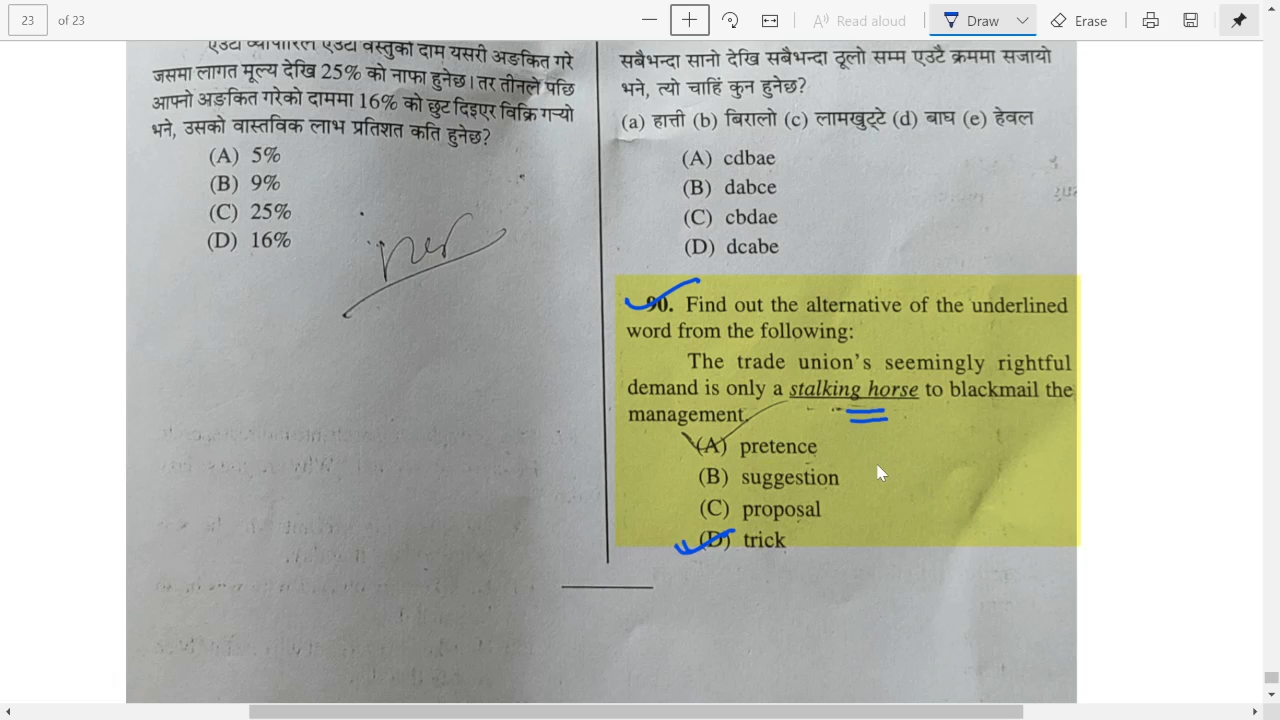 23 of 23
Read aloud
Draw
Erase
एउटा व्यापारिले एउटा वस्तुको दाम यसरी अङकित गरे
जसमा लागत मूल्य देखि 25% को नाफा हुनेछ। तर तीनले पछि
आफ्नो अङकित गरेको दाममा 16% को छुट दिइएर विक्रि गऱ्यो
भने, उसको वास्तविक लाभ प्रतिशत कति हुनेछ?
(A) 5%
(B) 9%
(C) 25%
(D) 16%
सबैभन्दा सानो देखि सबैभन्दा ठूलो सम्म एउटै क्रममा सजायो
भने, त्यो चाहिं कुन हुनेछ?
(a) हात्ती (b) बिरालो (c) लामखुट्टे (d) बाघ (e) हेवल
(A) cdbae
(B) dabce
(C) cbdae
(D) dcabe
90. Find out the alternative of the underlined
word from the following:
The trade union's seemingly rightful
demand is only a stalking horse to blackmail the
management.
(A) pretence
(B) suggestion
(C) proposal
(D) trick